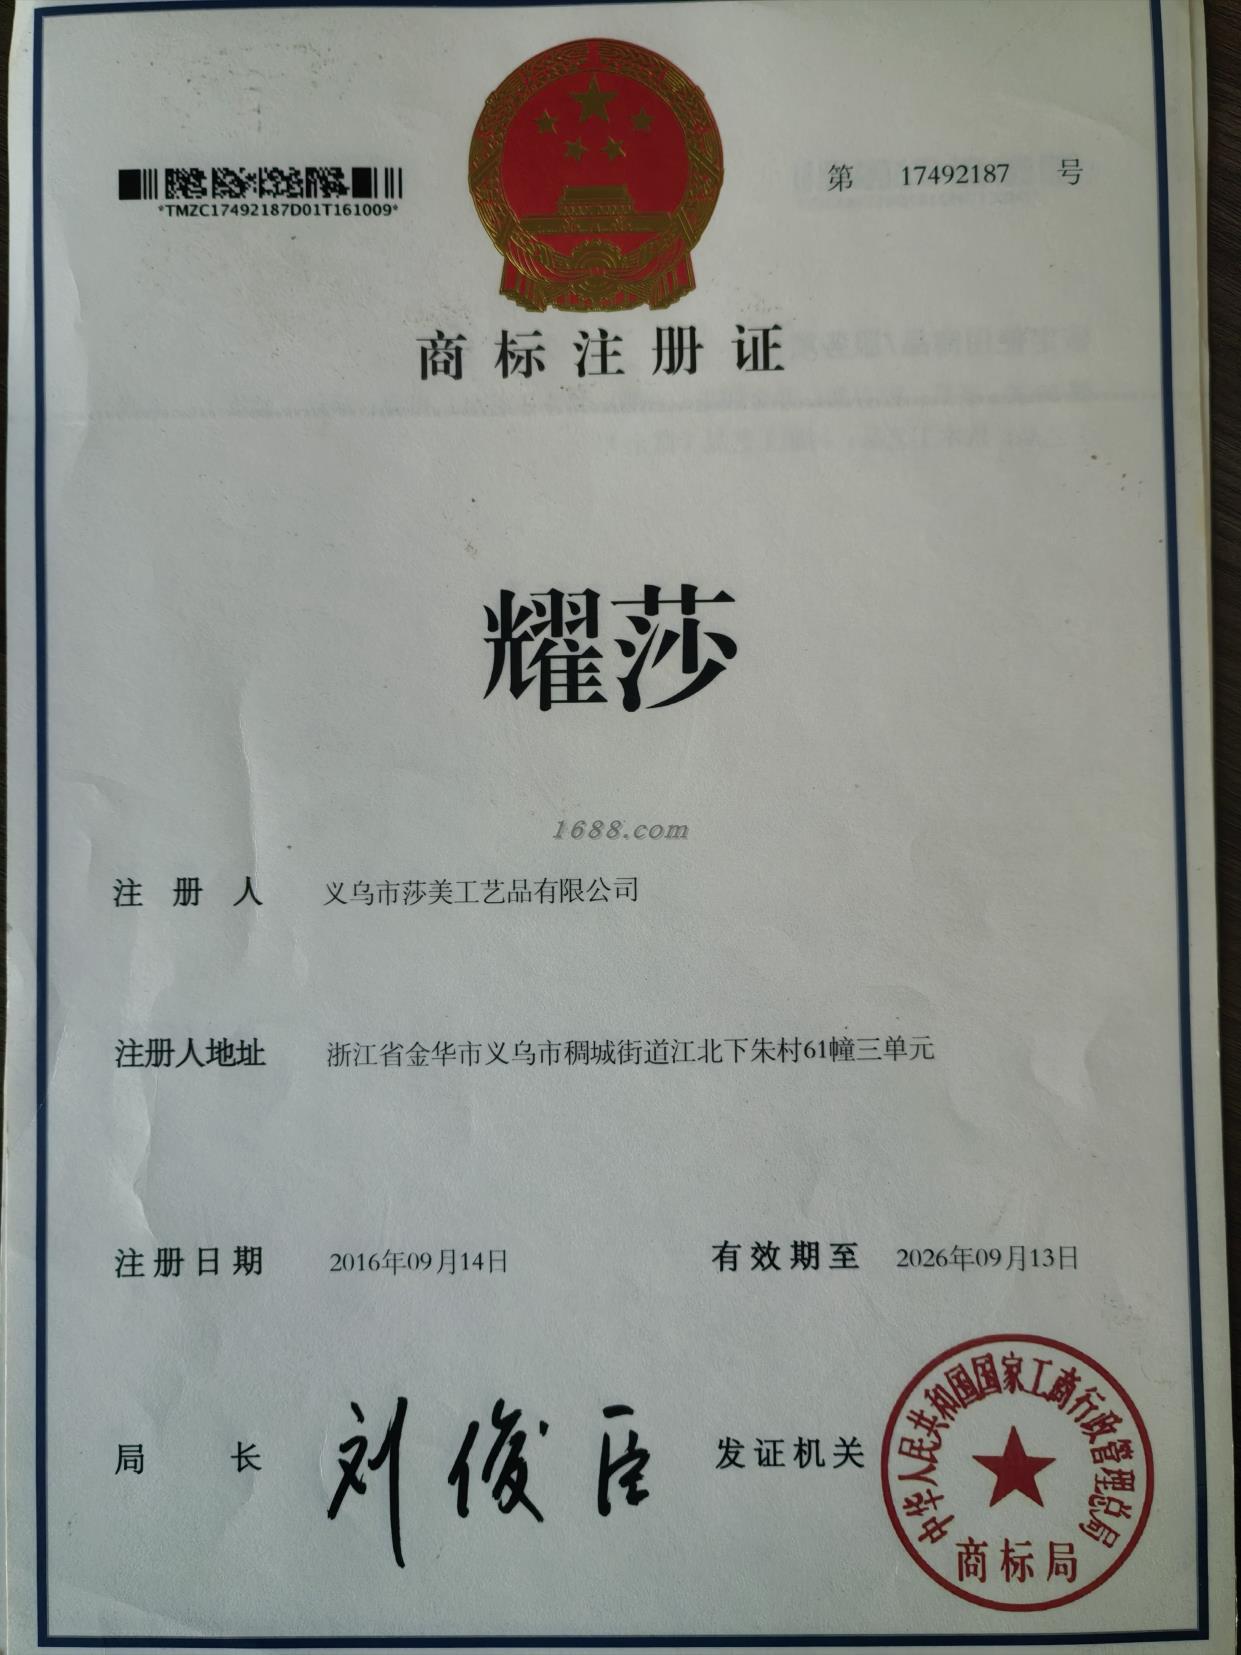 *TMZC17492187D01T161009*
第 17492187 号
商标注册证
耀莎
1688.com
注册人 义乌市莎美工艺品有限公司
注册人地址 浙江省金华市义乌市稠城街道江北下朱村61幢三单元
注册日期 2016年09月14日 有效期至 2026年09月13日
局长 刘俊臣 发证机关
中华人民共和国国家工商行政管理总局
商标局